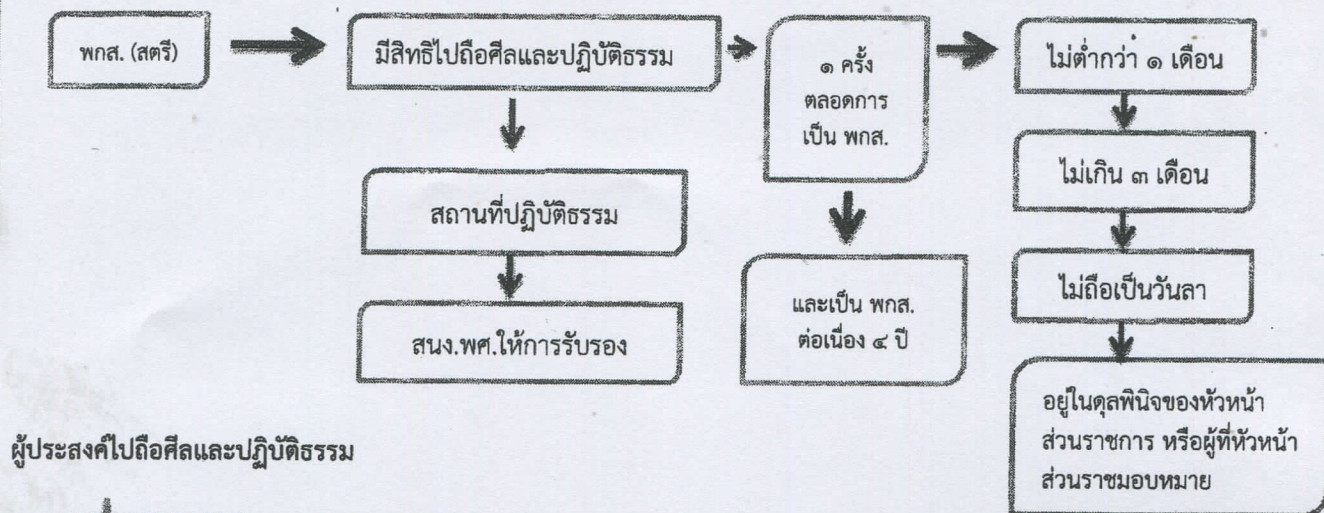 พกส. (สตรี)
มีสิทธิไปถือศีลและปฏิบัติธรรม
สถานที่ปฏิบัติธรรม
สนง.พศ.ให้การรับรอง
๑ ครั้ง
ตลอดการ
เป็น พกส.
และเป็น พกส.
ต่อเนื่อง ๔ ปี
ไม่ต่ำกว่า ๑ เดือน
ไม่เกิน ๓ เดือน
ไม่ถือเป็นวันลา
อยู่ในดุลพินิจของหัวหน้า
ส่วนราชการ หรือผู้ที่หัวหน้า
ส่วนราชมอบหมาย
ผู้ประสงค์ไปถือศีลและปฏิบัติธรรม